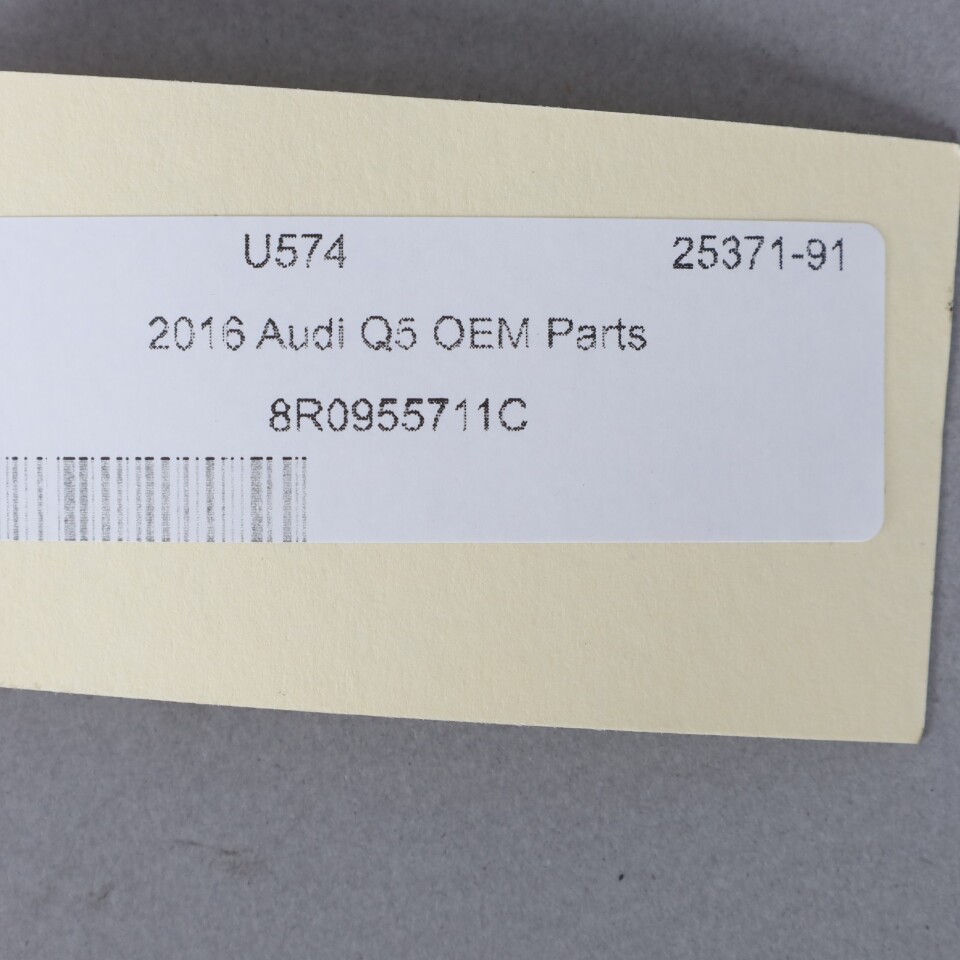 U574 25371-91
2016 Audi Q5 OEM Parts
8R0955711C